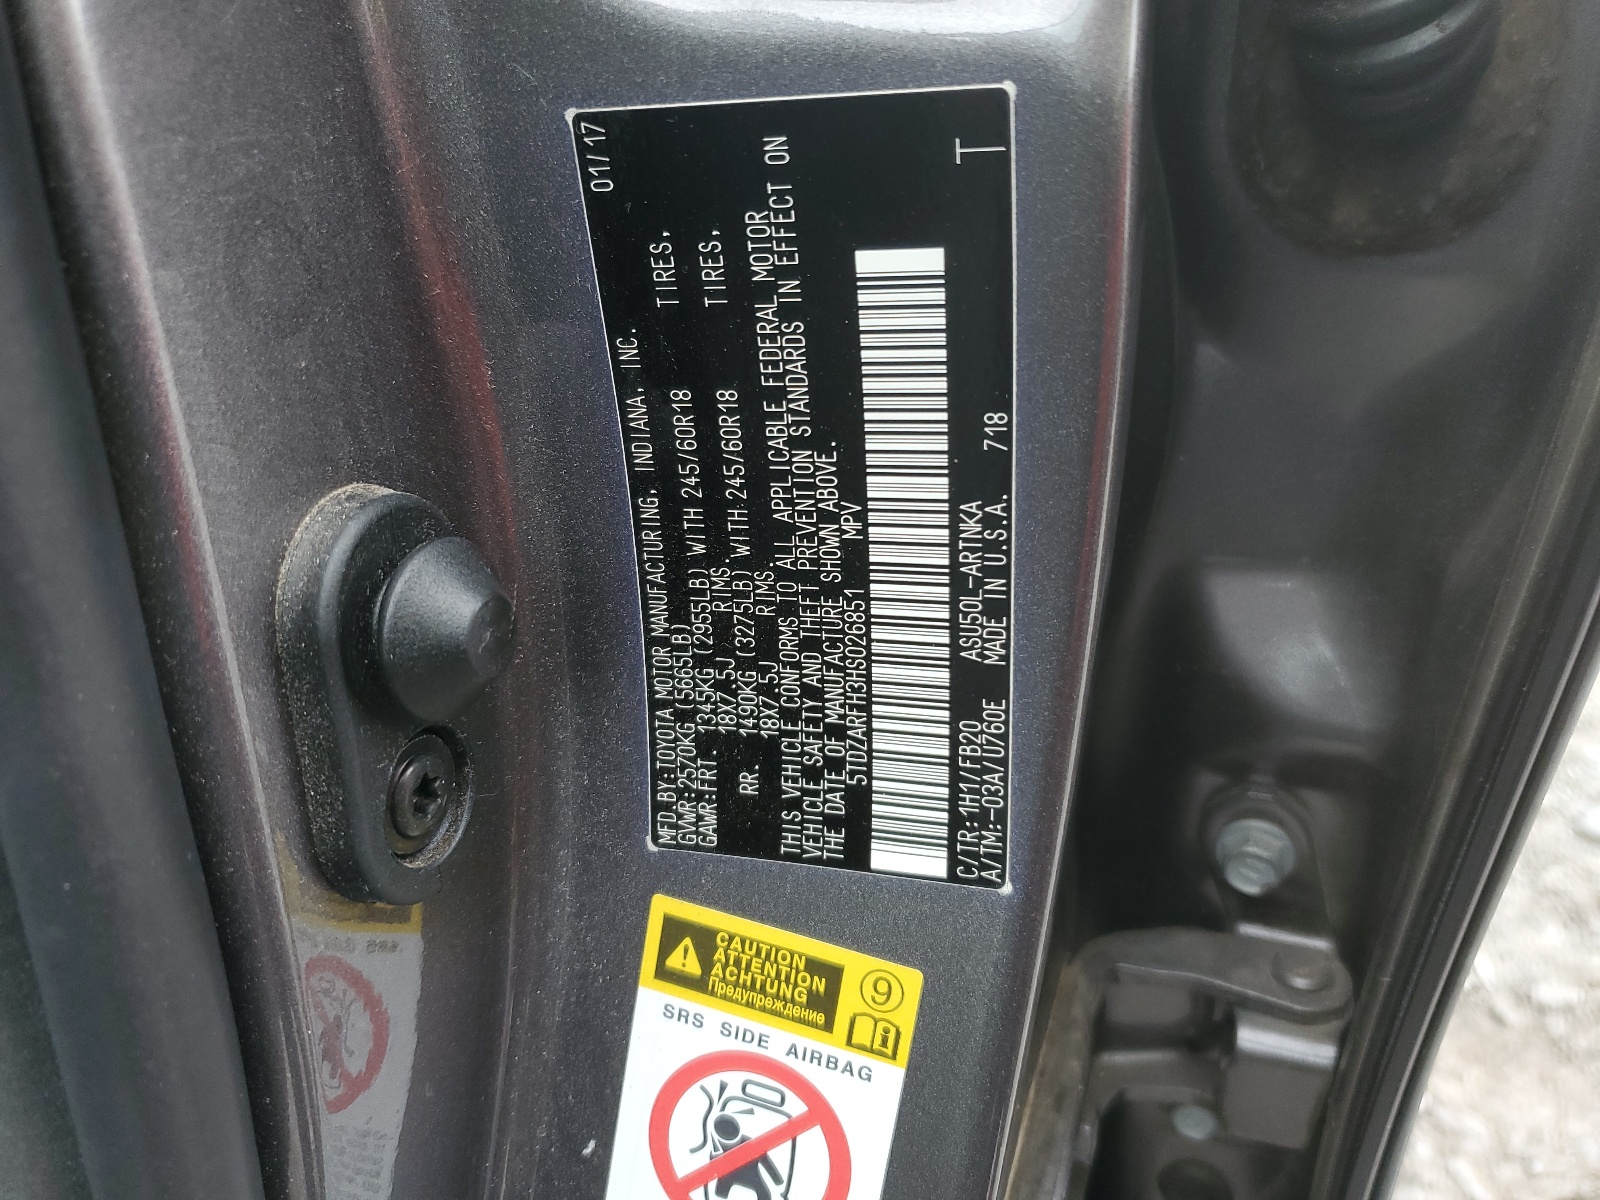 01/17
MFD.BY:TOYOTA MOTOR MANUFACTURING, INDIANA, INC.
GVWR:2570KG (5665LB)
GAWR:FRT 1345KG (2955LB) WITH 245/60R18 TIRES,
18X7.5J RIMS,
RR. 1490KG (3275LB) WITH 245/60R18 TIRES,
18X7.5J RIMS.
THIS VEHICLE CONFORMS TO ALL APPLICABLE FEDERAL MOTOR
VEHICLE SAFETY AND THEFT PREVENTION STANDARDS IN EFFECT ON
THE DATE OF MANUFACTURE SHOWN ABOVE.
5TDZARFH3HS026851 MPV
C/TR:1H1/FB20 ASU50L-ARTNKA T
A/TM:-03A/U760E MADE IN U.S.A. 718
CAUTION
ATTENTION
ACHTUNG
Предупреждение
9
SRS SIDE AIRBAG